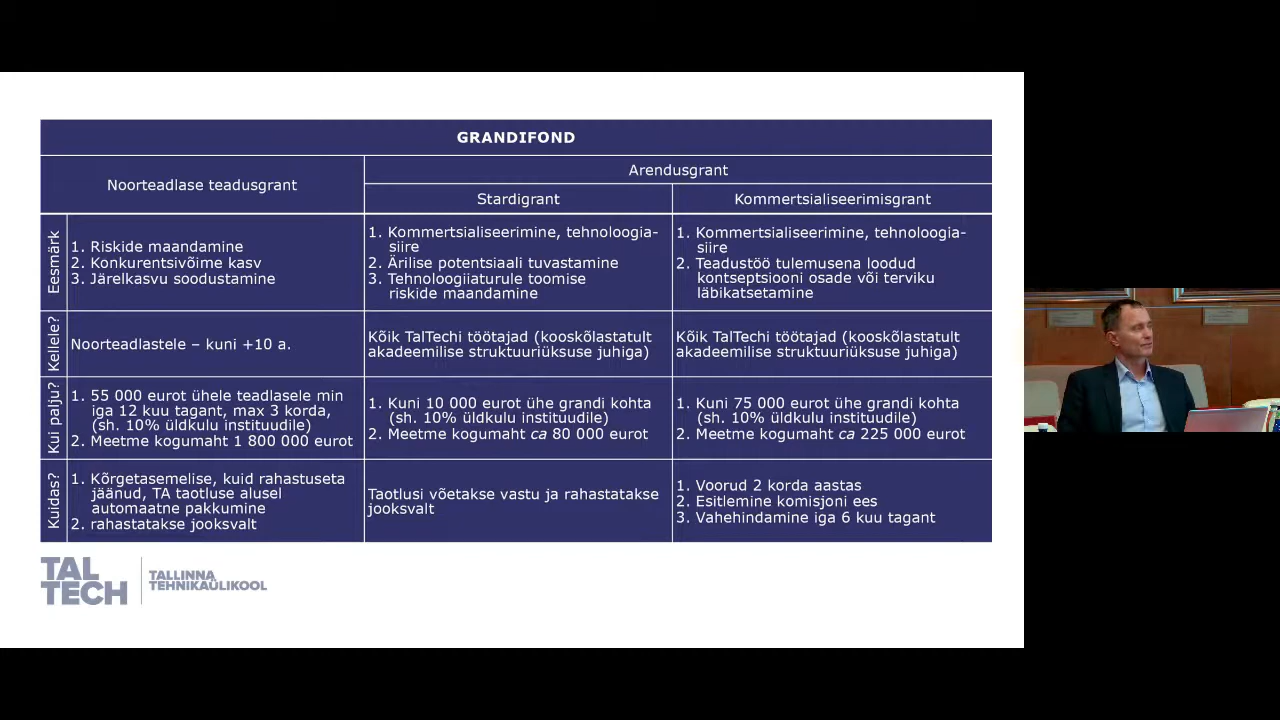 GRANDIFOND
Noorteadlase teadusgrant
Arendusgrant
Stardigrant
Kommertsialiseerimisgrant
Eesmärk
1. Riskide maandamine
2. Konkurentsivõime kasv
3. Järelkasvu soodustamine
1. Kommertsialiseerimine, tehnoloogia-
siire
2. Ärilise potentsiaali tuvastamine
3. Tehnoloogiiaturule toomise
riskide maandamine
1. Kommertsialiseerimine, tehnoloogia-
siire
2. Teadustöö tulemusena loodud
kontseptsiooni osade või terviku
läbikatsetamine
Kellele?
Noorteadlastele – kuni +10 a.
Kõik TalTechi töötajad (kooskõlastatult
akadeemilise struktuuriüksuse juhiga)
Kõik TalTechi töötajad (kooskõlastatult
akadeemilise struktuuriüksuse juhiga)
Kui palju?
1. 55 000 eurot ühele teadlasele min
iga 12 kuu tagant, max 3 korda,
(sh. 10% üldkulu instituudile)
2. Meetme kogumaht 1 800 000 eurot
1. Kuni 10 000 eurot ühe grandi kohta
(sh. 10% üldkulu instituudile)
2. Meetme kogumaht ca 80 000 eurot
1. Kuni 75 000 eurot ühe grandi kohta
(sh. 10% üldkulu instituudile)
2. Meetme kogumaht ca 225 000 eurot
Kuidas?
1. Kõrgetasemelise, kuid rahastuseta
jäänud, TA taotluse alusel
automaatne pakkumine
2. rahastatakse jooksvalt
Taotlusi võetakse vastu ja rahastatakse
jooksvalt
1. Voorud 2 korda aastas
2. Esitlemine komisjoni ees
3. Vahehindamine iga 6 kuu tagant
TAL
TECH
TALLINNA
TEHNIKAÜLIKOOL